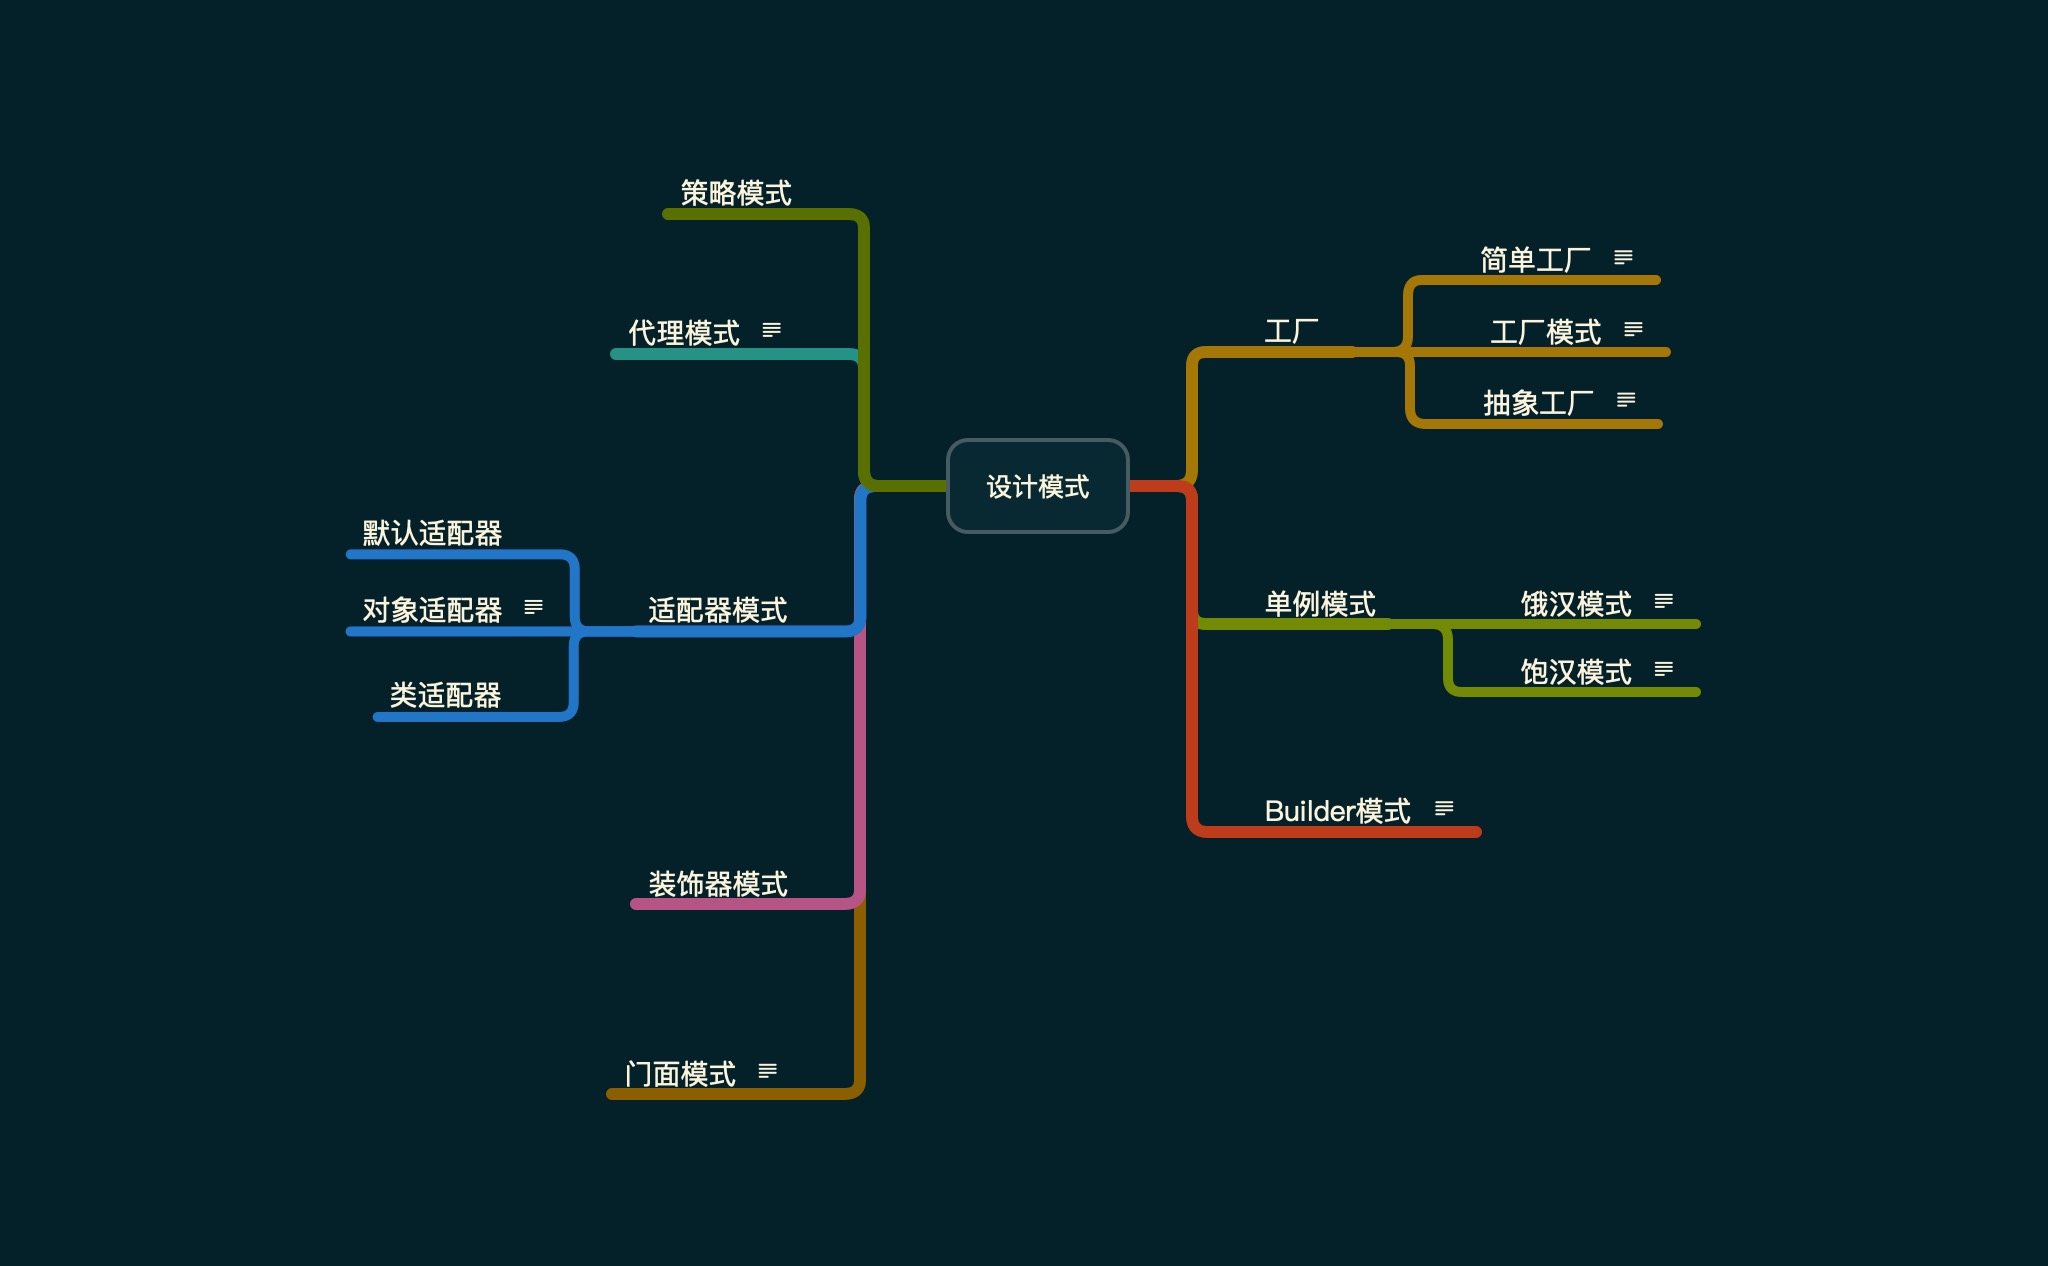 设计模式
工厂
简单工厂
工厂模式
抽象工厂
单例模式
饿汉模式
饱汉模式
Builder模式
策略模式
代理模式
适配器模式
默认适配器
对象适配器
类适配器
装饰器模式
门面模式